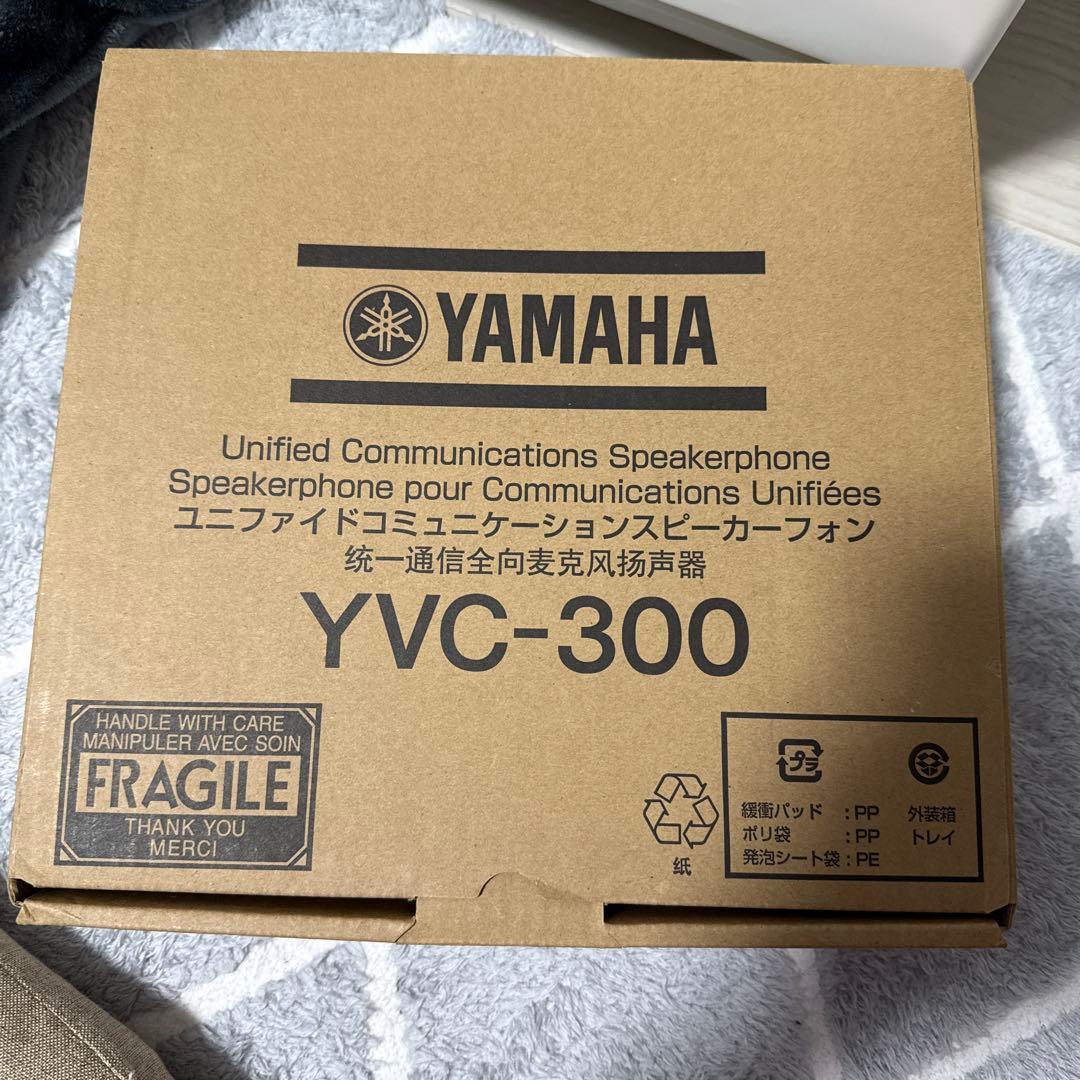 YAMAHA
Unified Communications Speakerphone
Speakerphone pour Communications Unifiées
ユニファイドコミュニケーションスピーカーフォン
统一通信全向麦克风扬声器
YVC-300
HANDLE WITH CARE
MANIPULER AVEC SOIN
FRAGILE
THANK YOU
MERCI
纸
プラ
緩衝パッド :PP
ポリ袋 :PP
発泡シート袋:PE
外装箱
トレイ